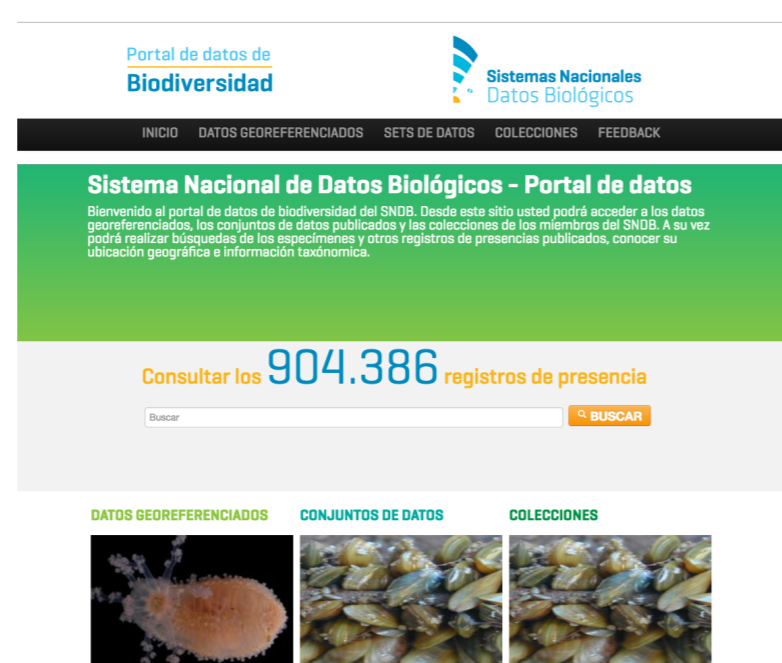 Portal de datos de
Biodiversidad
Sistemas Nacionales
Datos Biológicos
INICIO DATOS GEOREFERENCIADOS SETS DE DATOS COLECCIONES FEEDBACK
Sistema Nacional de Datos Biológicos - Portal de datos
Bienvenido al portal de datos de biodiversidad del SNDB. Desde este sitio usted podrá acceder a los datos
georeferenciados, los conjuntos de datos publicados y las colecciones de los miembros del SNDB. A su vez
podrá realizar búsquedas de los especímenes y otros registros de presencias publicados, conocer su
ubicación geográfica e información taxónomica.
Consultar los 904.386 registros de presencia
Buscar BUSCAR
DATOS GEOREFERENCIADOS CONJUNTOS DE DATOS COLECCIONES